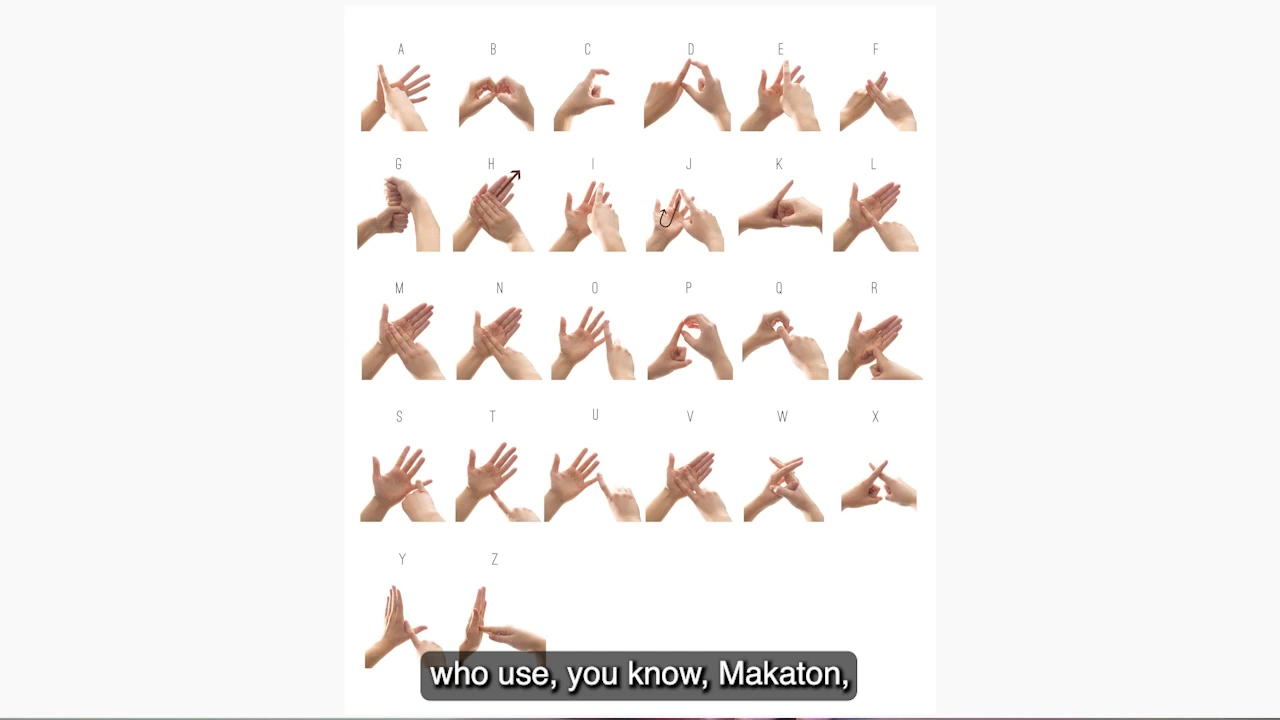 A B C D E F
G H I J K L
M N O P Q R
S T U V W X
Y Z
who use, you know, Makaton,